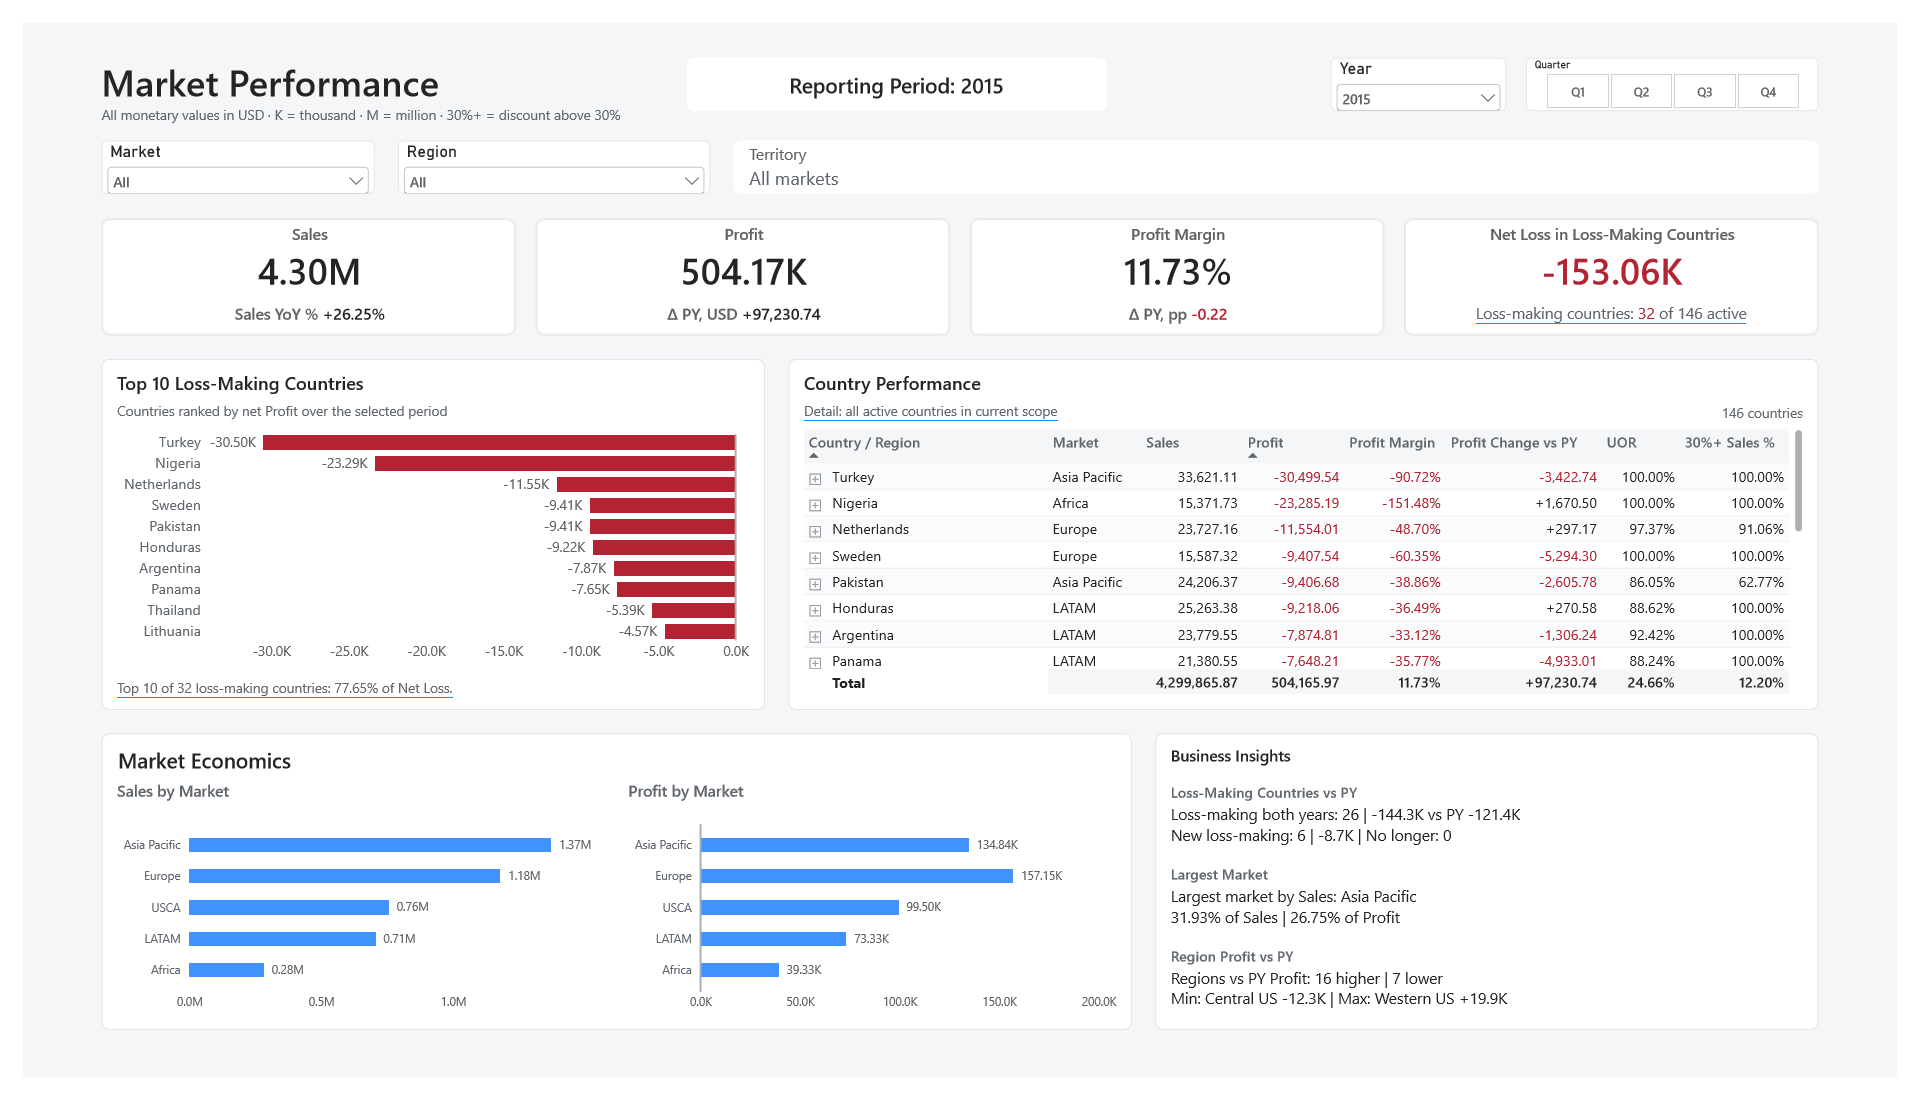 Market Performance
All monetary values in USD · K = thousand · M = million · 30%+ = discount above 30%
Reporting Period: 2015
Year
2015
Quarter
Q1 Q2 Q3 Q4
Market
All
Region
All
Territory
All markets
Sales
4.30M
Sales YoY % +26.25%
Profit
504.17K
Δ PY, USD +97,230.74
Profit Margin
11.73%
Δ PY, pp -0.22
Net Loss in Loss-Making Countries
-153.06K
Loss-making countries: 32 of 146 active
Top 10 Loss-Making Countries
Countries ranked by net Profit over the selected period
Turkey -30.50K
Nigeria -23.29K
Netherlands -11.55K
Sweden -9.41K
Pakistan -9.41K
Honduras -9.22K
Argentina -7.87K
Panama -7.65K
Thailand -5.39K
Lithuania -4.57K
-30.0K -25.0K -20.0K -15.0K -10.0K -5.0K 0.0K
Top 10 of 32 loss-making countries: 77.65% of Net Loss.
Country Performance
Detail: all active countries in current scope
146 countries
Country / Region Market Sales Profit Profit Margin Profit Change vs PY UOR 30%+ Sales %
Turkey Asia Pacific 33,621.11 -30,499.54 -90.72% -3,422.74 100.00% 100.00%
Nigeria Africa 15,371.73 -23,285.19 -151.48% +1,670.50 100.00% 100.00%
Netherlands Europe 23,727.16 -11,554.01 -48.70% +297.17 97.37% 91.06%
Sweden Europe 15,587.32 -9,407.54 -60.35% -5,294.30 100.00% 100.00%
Pakistan Asia Pacific 24,206.37 -9,406.68 -38.86% -2,605.78 86.05% 62.77%
Honduras LATAM 25,263.38 -9,218.06 -36.49% +270.58 88.62% 100.00%
Argentina LATAM 23,779.55 -7,874.81 -33.12% -1,306.24 92.42% 100.00%
Panama LATAM 21,380.55 -7,648.21 -35.77% -4,933.01 88.24% 100.00%
Total 4,299,865.87 504,165.97 11.73% +97,230.74 24.66% 12.20%
Market Economics
Sales by Market
Asia Pacific 1.37M
Europe 1.18M
USCA 0.76M
LATAM 0.71M
Africa 0.28M
0.0M 0.5M 1.0M
Profit by Market
Asia Pacific 134.84K
Europe 157.15K
USCA 99.50K
LATAM 73.33K
Africa 39.33K
0.0K 50.0K 100.0K 150.0K 200.0K
Business Insights
Loss-Making Countries vs PY
Loss-making both years: 26 | -144.3K vs PY -121.4K
New loss-making: 6 | -8.7K | No longer: 0
Largest Market
Largest market by Sales: Asia Pacific
31.93% of Sales | 26.75% of Profit
Region Profit vs PY
Regions vs PY Profit: 16 higher | 7 lower
Min: Central US -12.3K | Max: Western US +19.9K